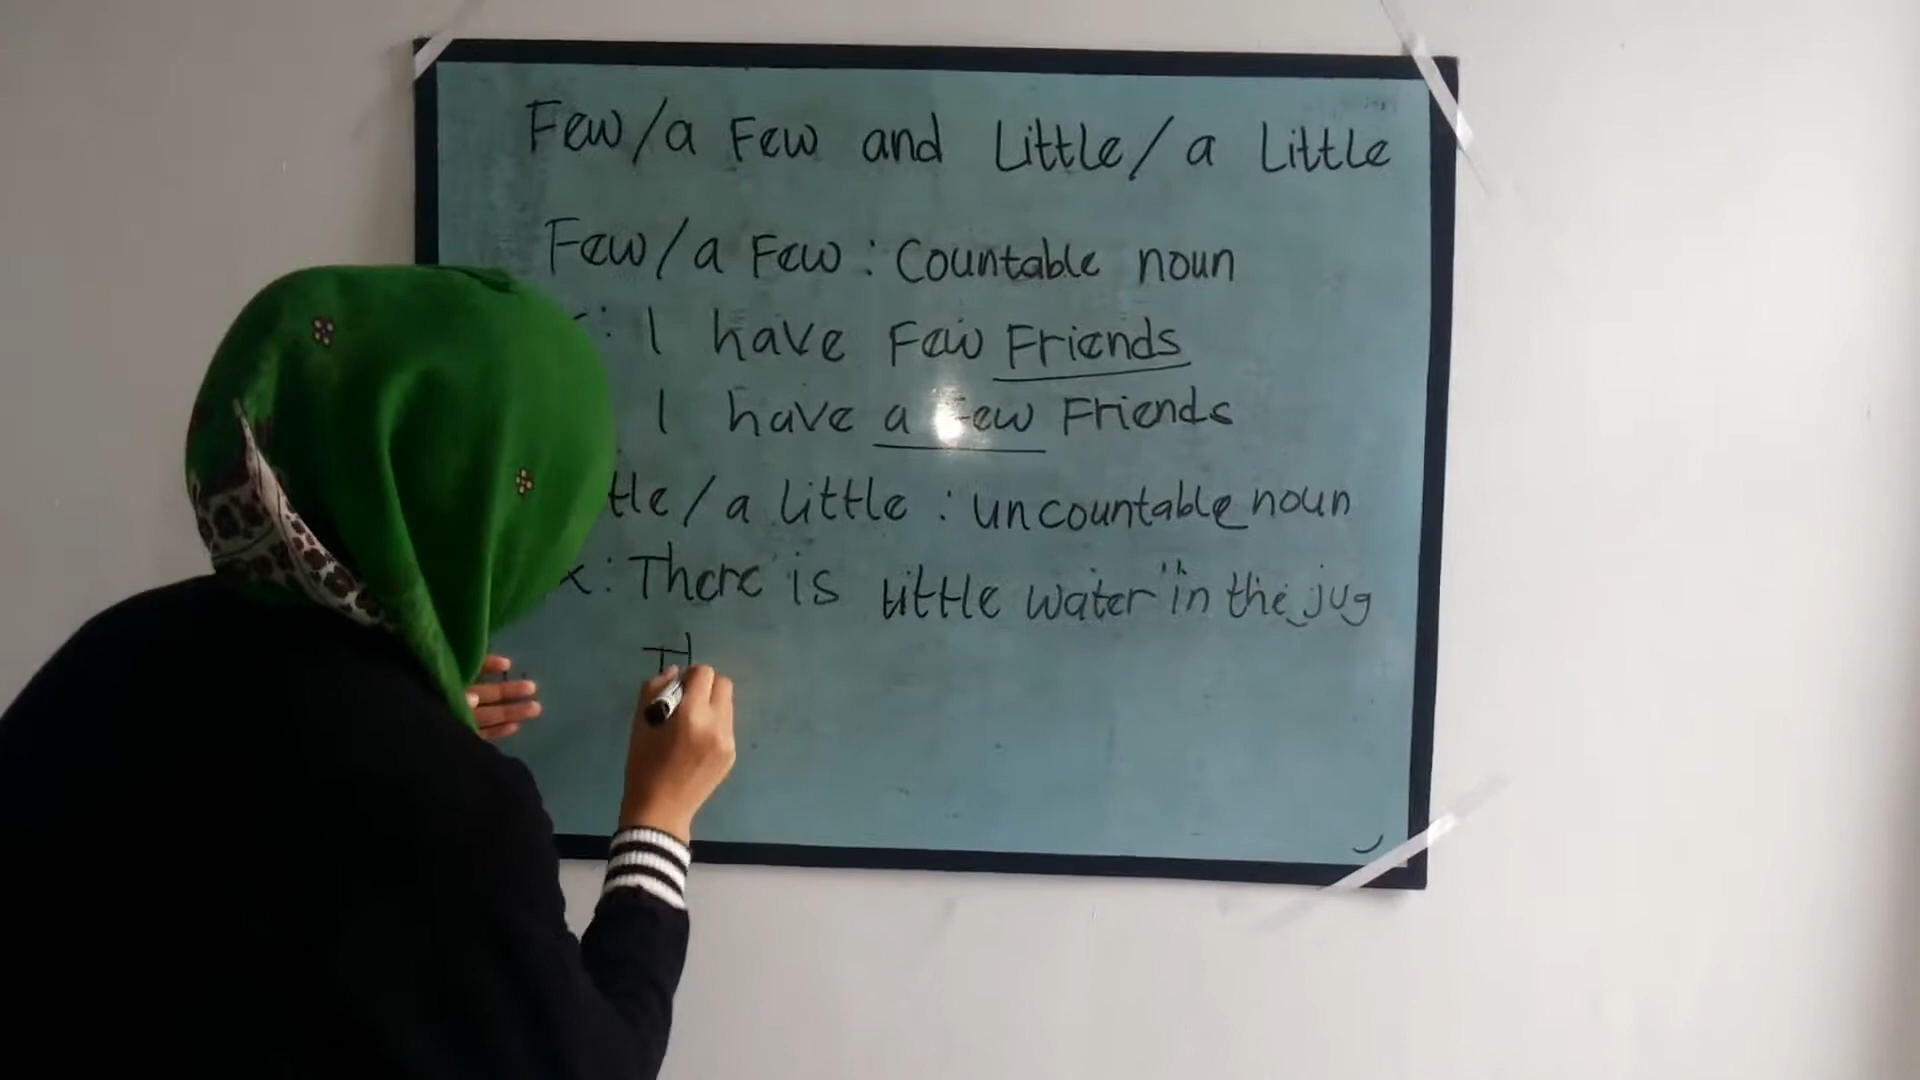 Few/a Few and Little/a Little
Few/a Few: Countable noun
: I have Few Friends
I have a Few Friends
tle/a little: uncountable noun
x: There is little water in the jug
Th